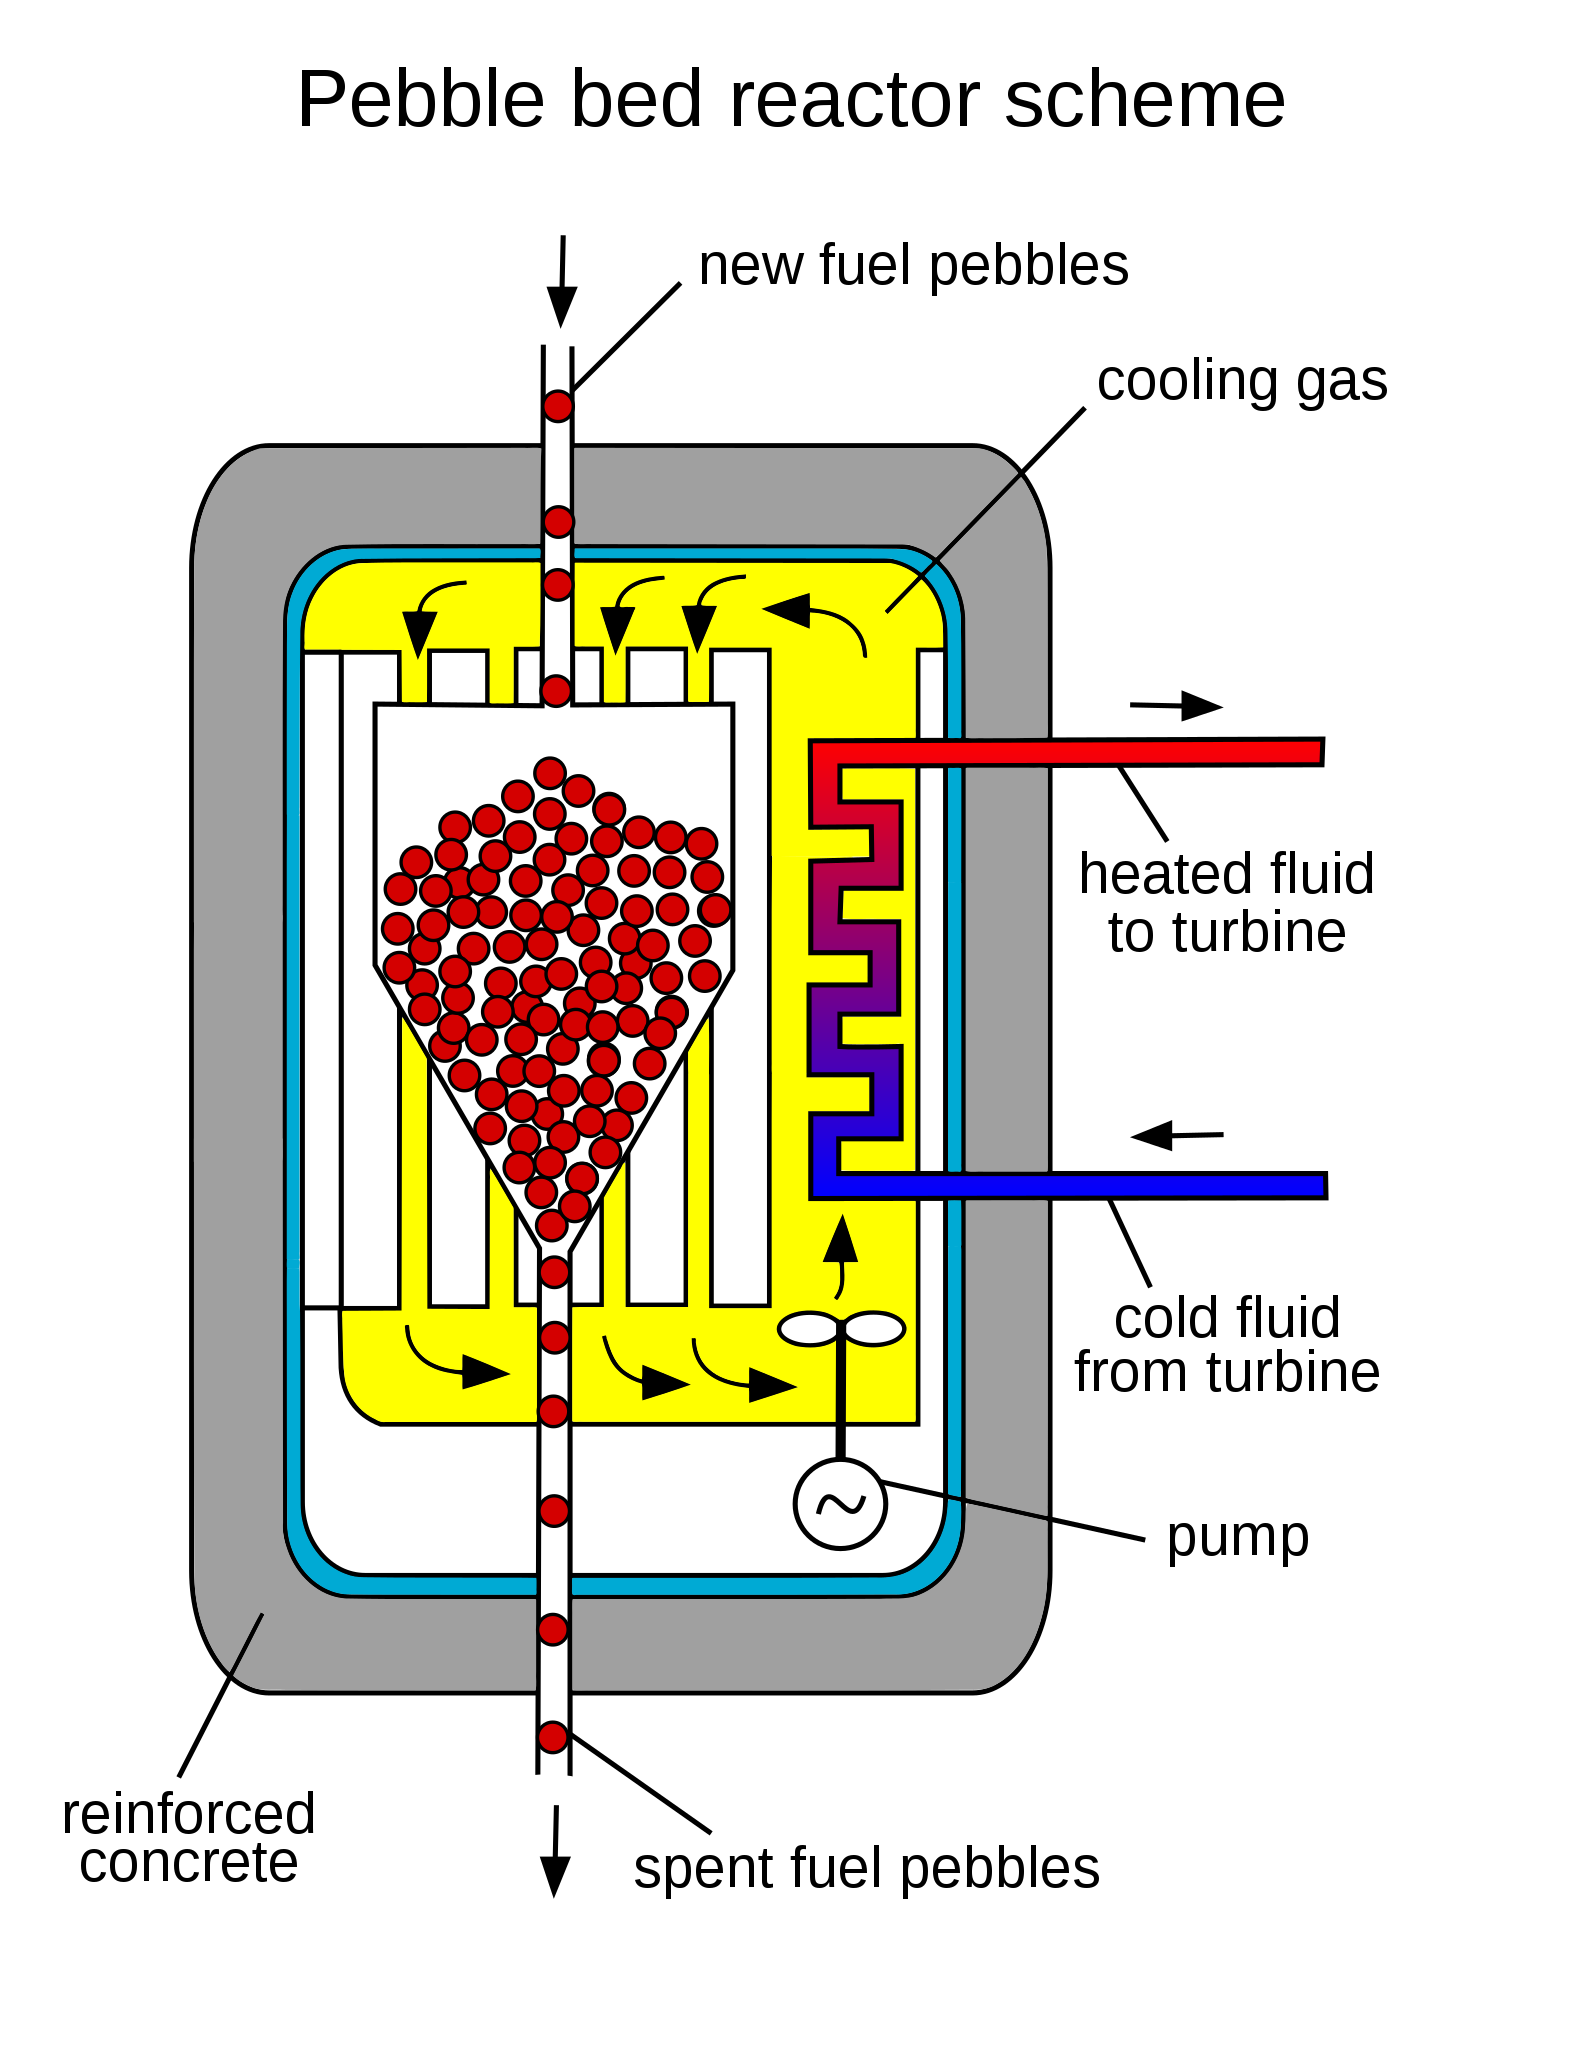 Pebble bed reactor scheme
new fuel pebbles
cooling gas
heated fluid
to turbine
cold fluid
from turbine
pump
reinforced
concrete
spent fuel pebbles